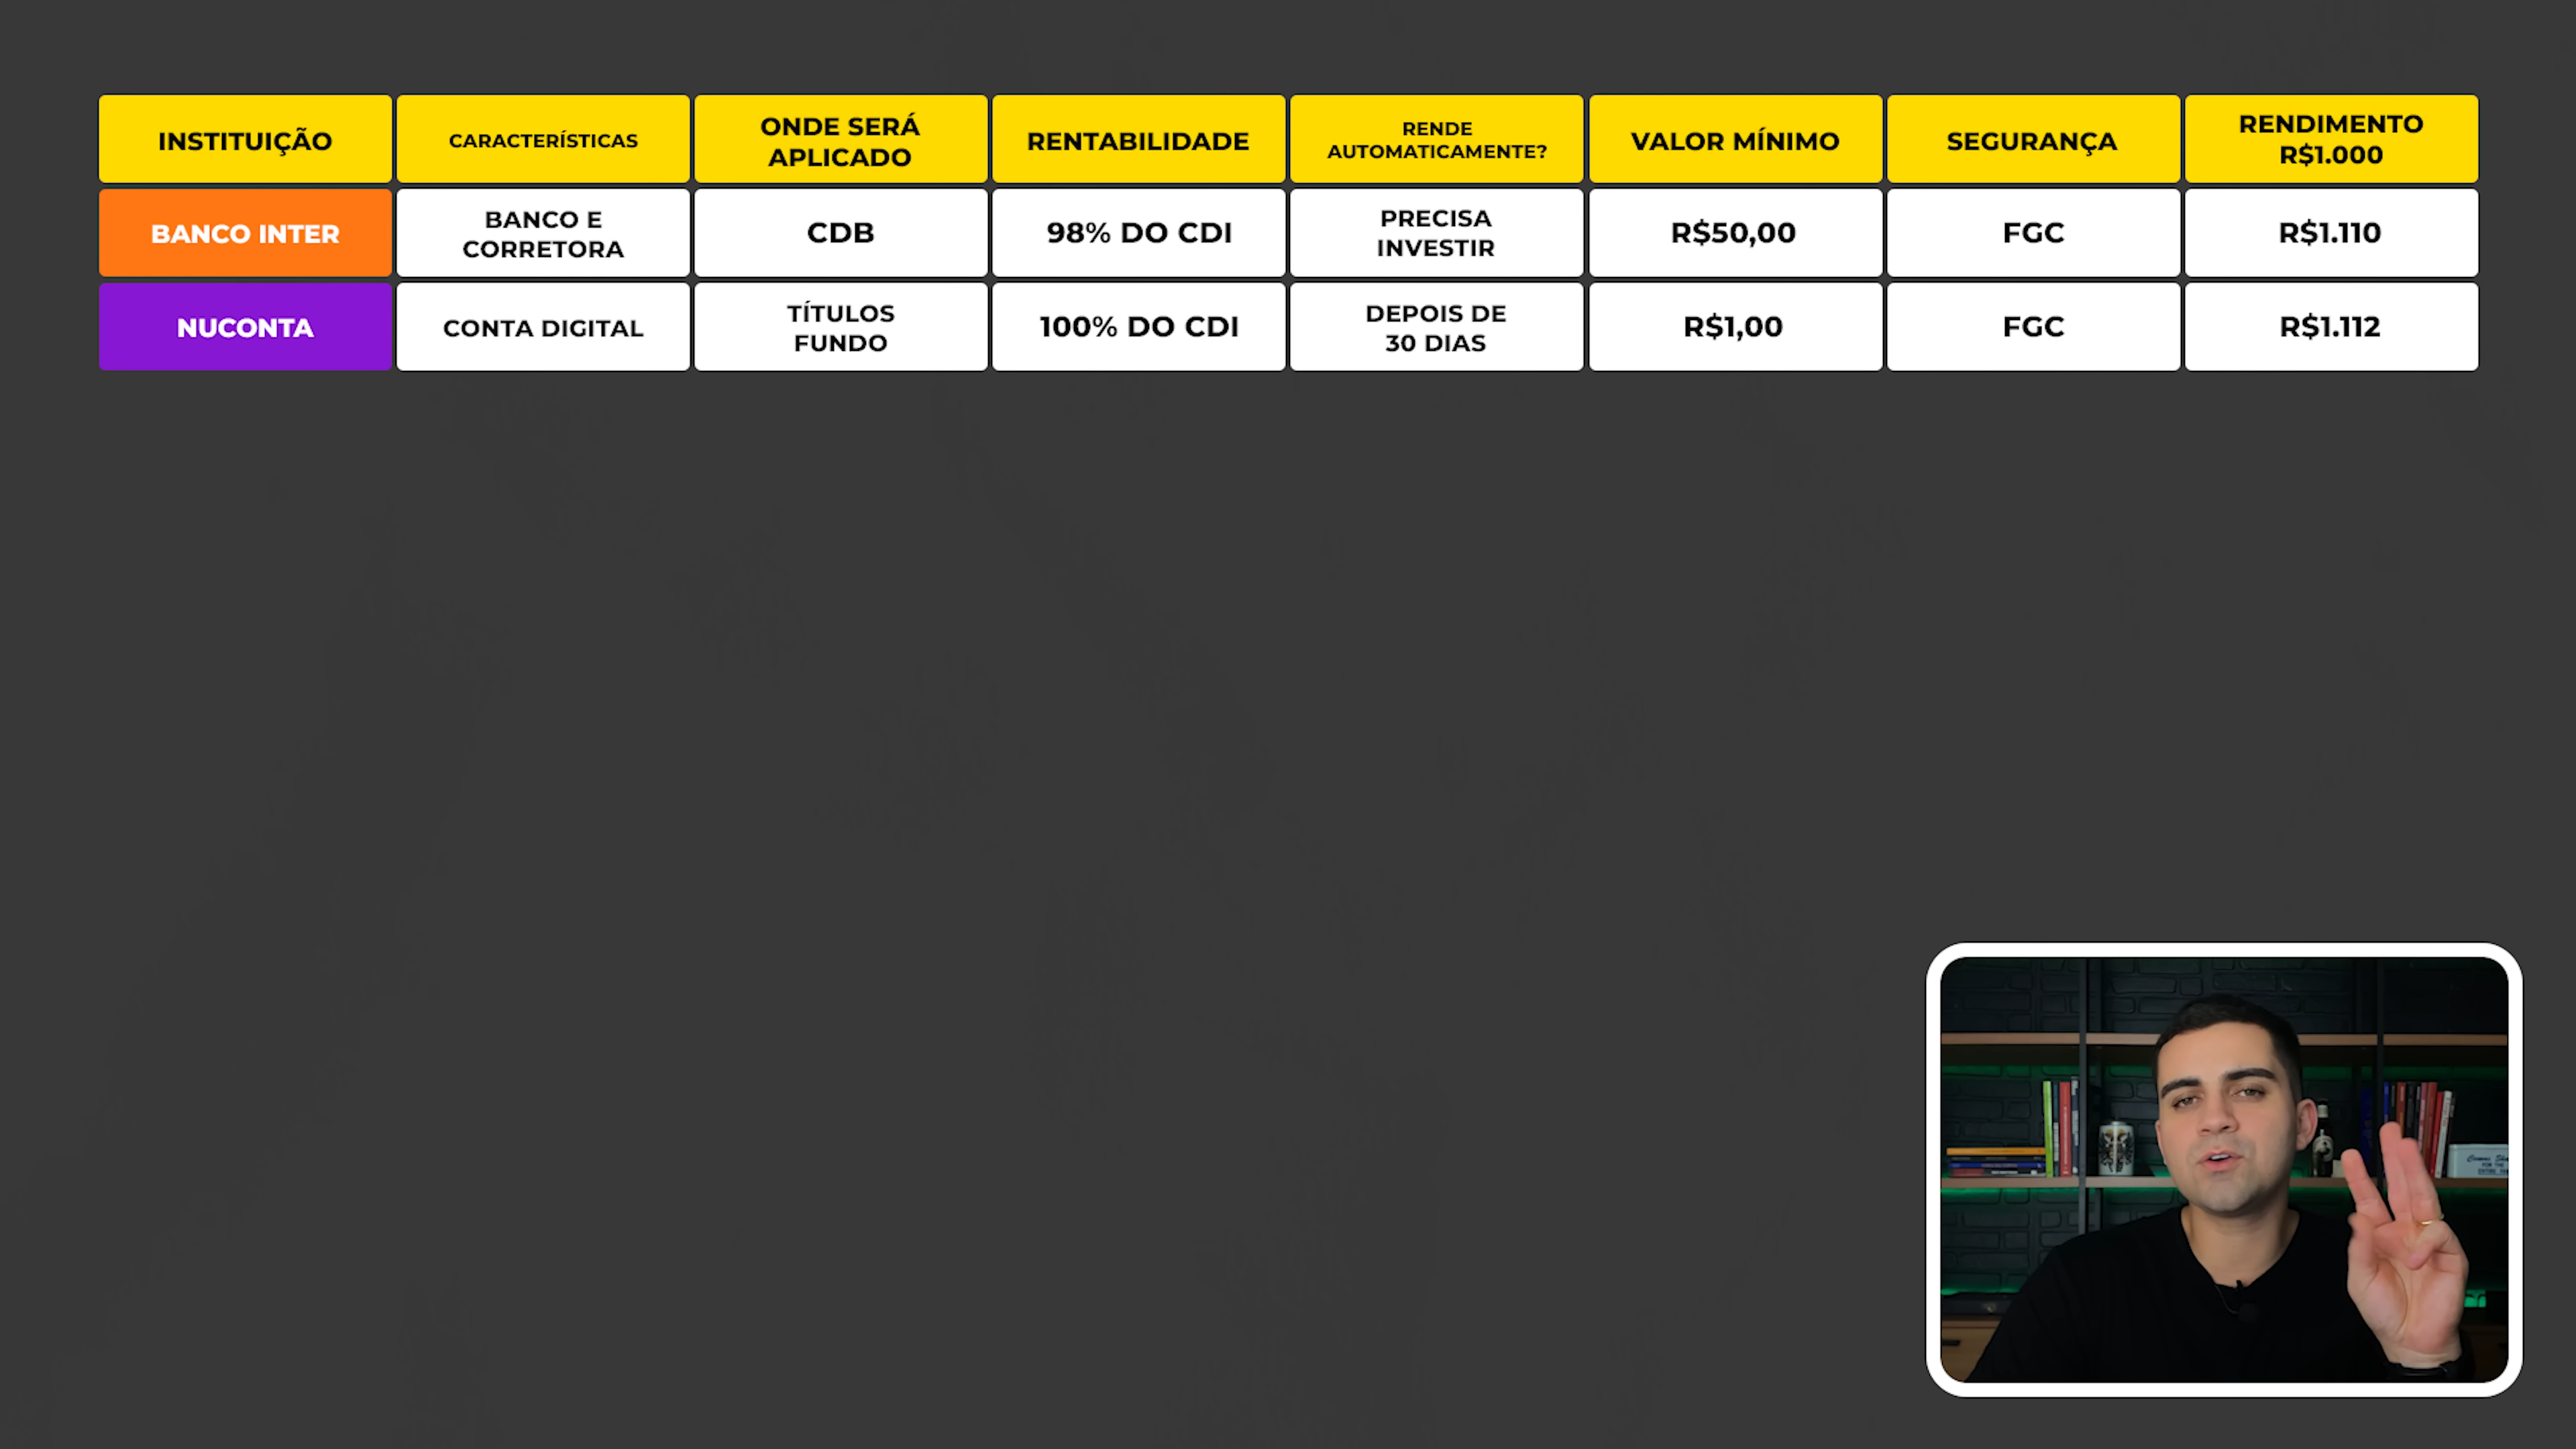 INSTITUIÇÃO
CARACTERÍSTICAS
ONDE SERÁ
APLICADO
RENTABILIDADE
RENDE
AUTOMATICAMENTE?
VALOR MÍNIMO
SEGURANÇA
RENDIMENTO
R$1.000
BANCO INTER
BANCO E
CORRETORA
CDB
98% DO CDI
PRECISA
INVESTIR
R$50,00
FGC
R$1.110
NUCONTA
CONTA DIGITAL
TÍTULOS
FUNDO
100% DO CDI
DEPOIS DE
30 DIAS
R$1,00
FGC
R$1.112